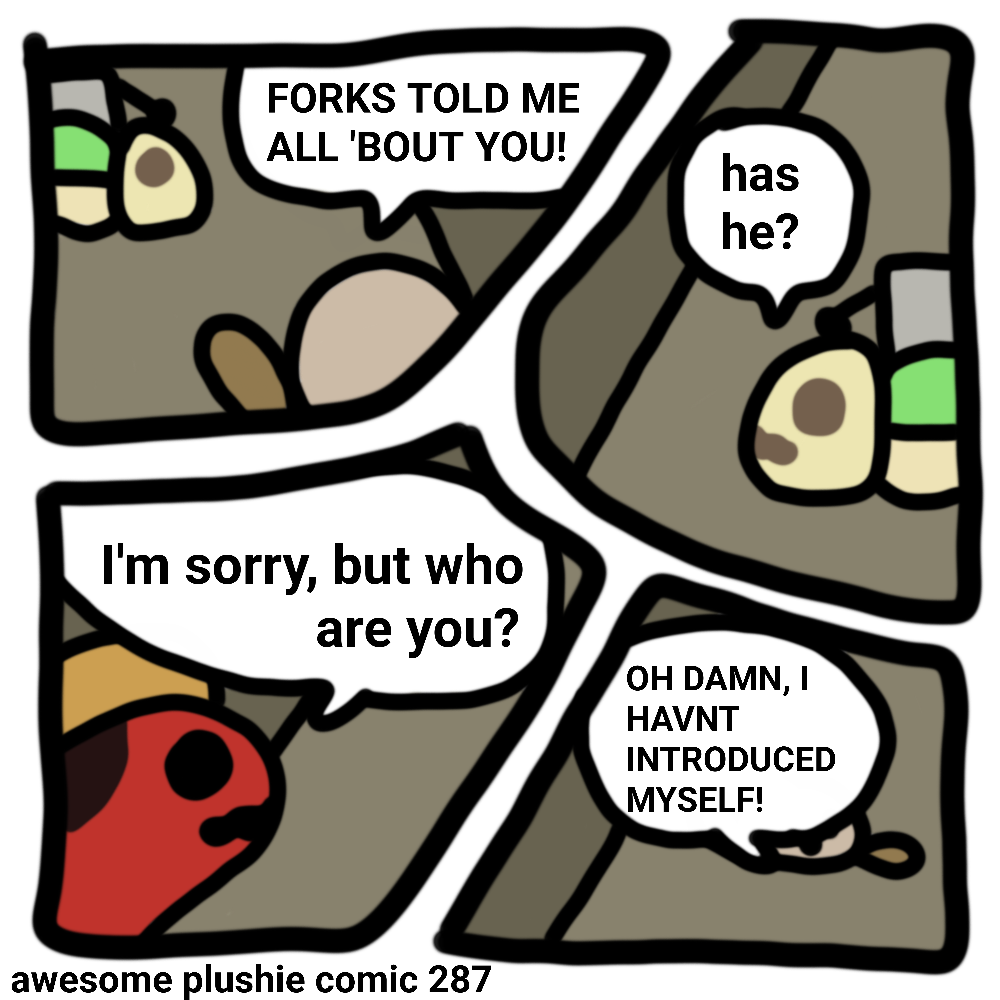 FORKS TOLD ME
ALL 'BOUT YOU!
has
he?
I'm sorry, but who
are you?
OH DAMN, I
HAVNT
INTRODUCED
MYSELF!
awesome plushie comic 287